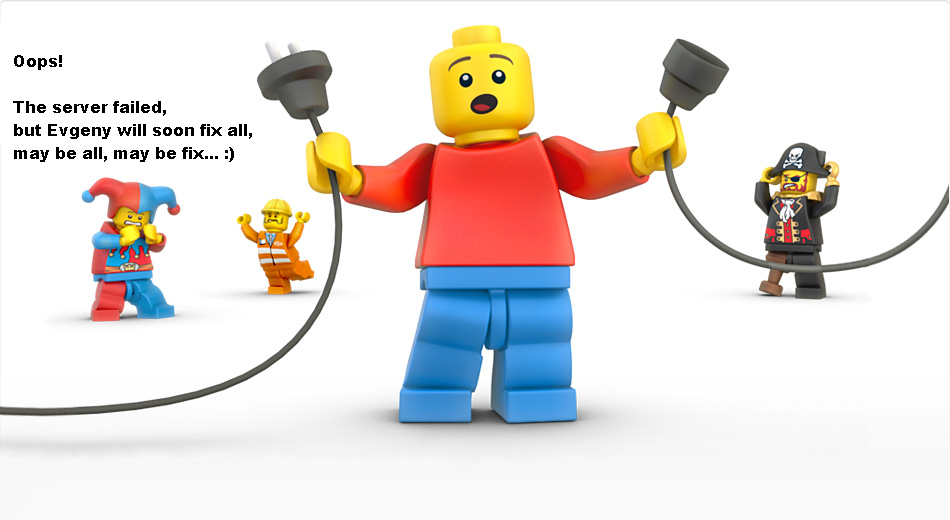 Oops!
The server failed,
but Evgeny will soon fix all,
may be all, may be fix... :)